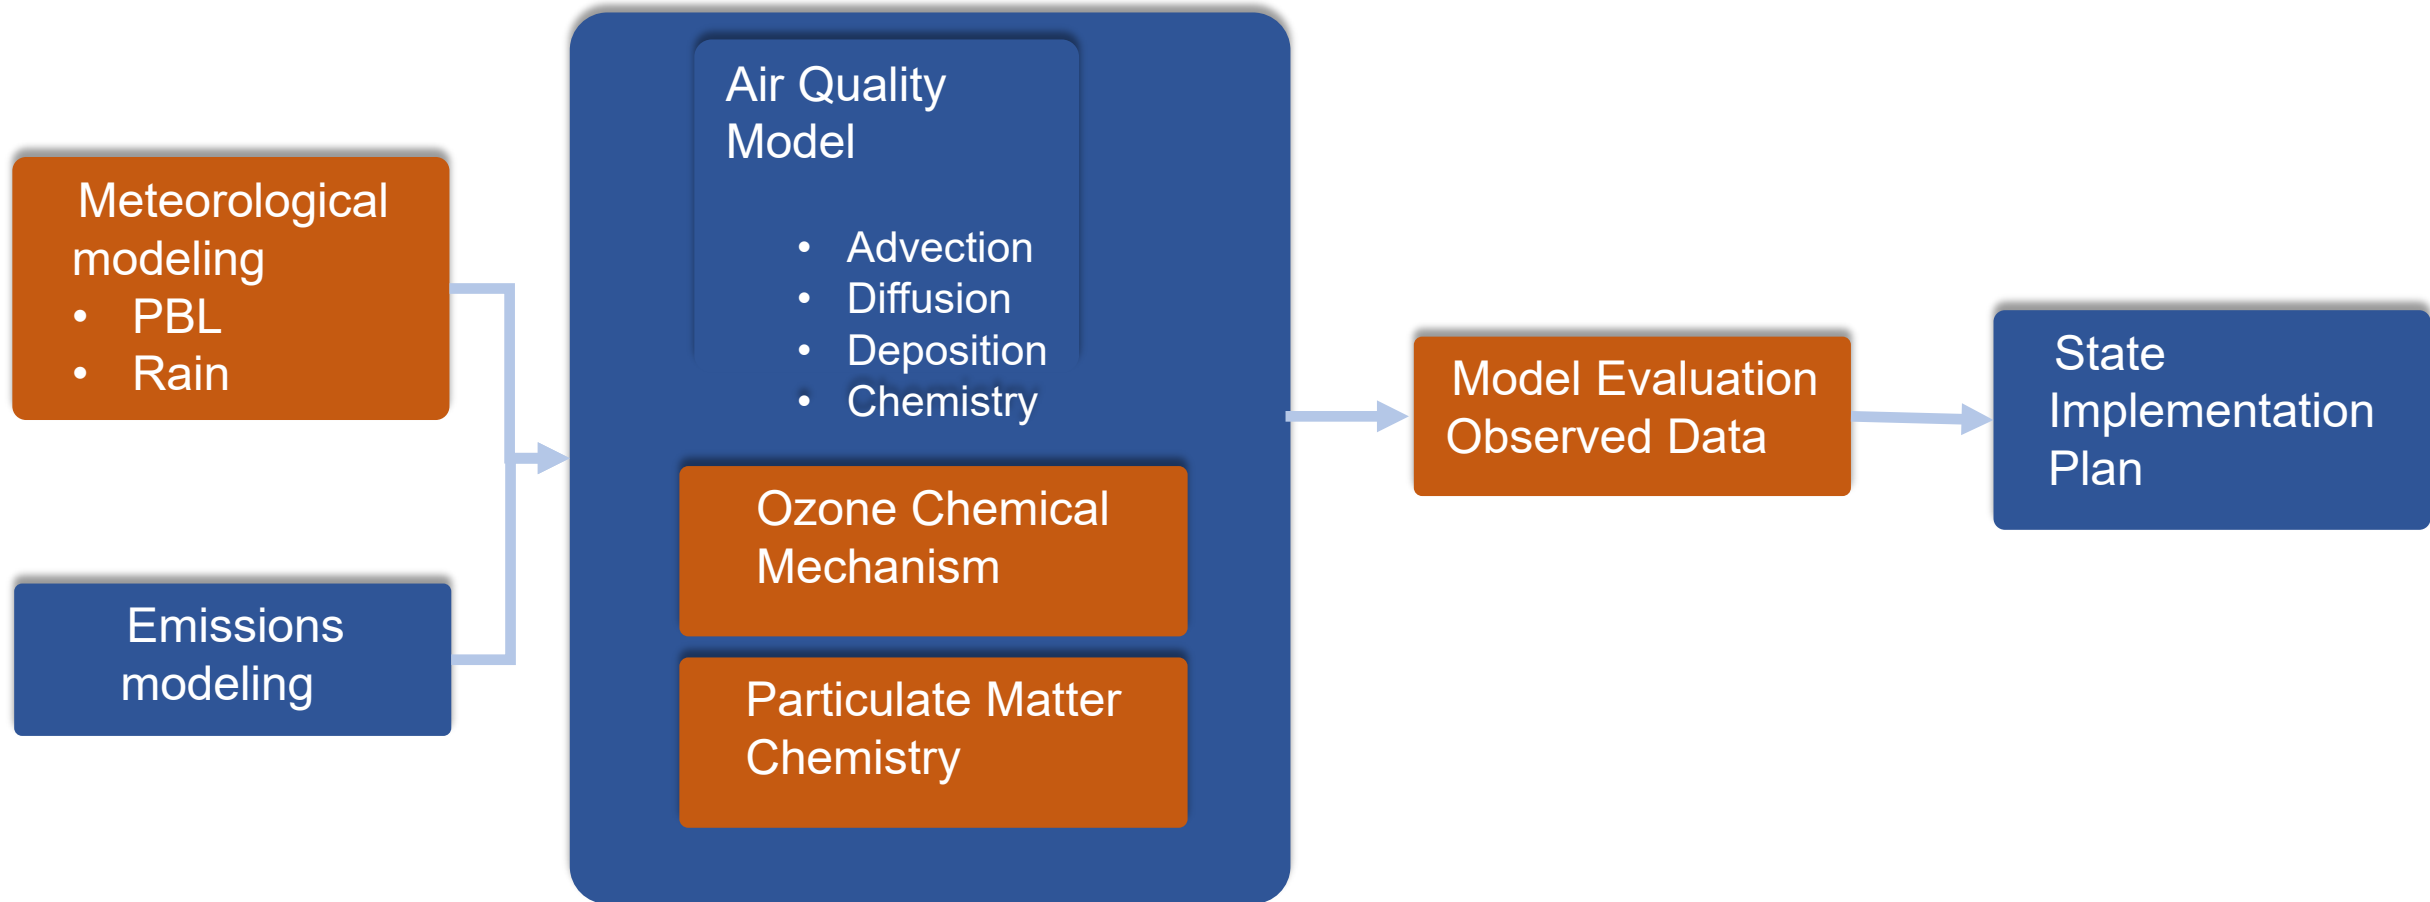 Meteorological
modeling
• PBL
• Rain
Emissions
modeling
Air Quality
Model
• Advection
• Diffusion
• Deposition
• Chemistry
Ozone Chemical
Mechanism
Particulate Matter
Chemistry
Model Evaluation
Observed Data
State
Implementation
Plan